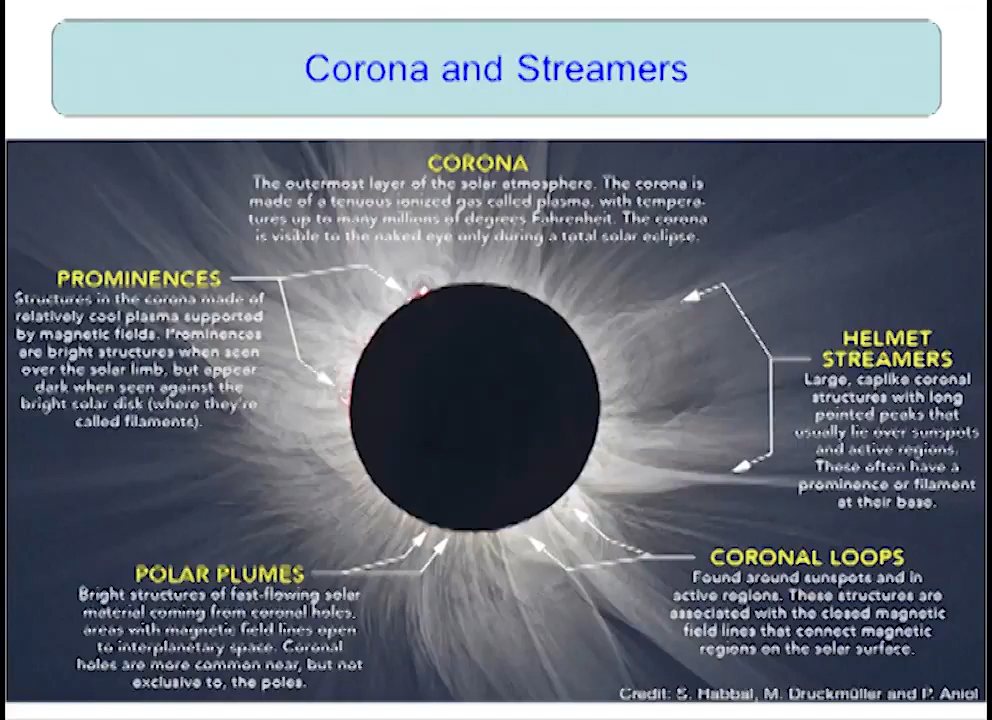 Corona and Streamers
CORONA
The outermost layer of the solar atmosphere. The corona is
made of a tenuous ionized gas called plasma, with tempera-
tures up to many millions of degrees Fahrenheit. The corona
is visible to the naked eye only during a total solar eclipse.
PROMINENCES
Structures in the corona made of
relatively cool plasma supported
by magnetic fields. Prominences
are bright structures when seen
over the solar limb, but appear
dark when seen against the
bright solar disk (where they're
called filaments).
HELMET
STREAMERS
Large, caplike coronal
structures with long
pointed peaks that
usually lie over sunspots
and active regions.
These often have a
prominence or filament
at their base.
POLAR PLUMES
Bright structures of fast-flowing solar
material coming from coronal holes,
areas with magnetic field lines open
to interplanetary space. Coronal
holes are more common near, but not
exclusive to, the poles.
CORONAL LOOPS
Found around sunspots and in
active regions. These structures are
associated with the closed magnetic
field lines that connect magnetic
regions on the solar surface.
Credit: S. Habbal, M. Druckmüller and P. Aniol